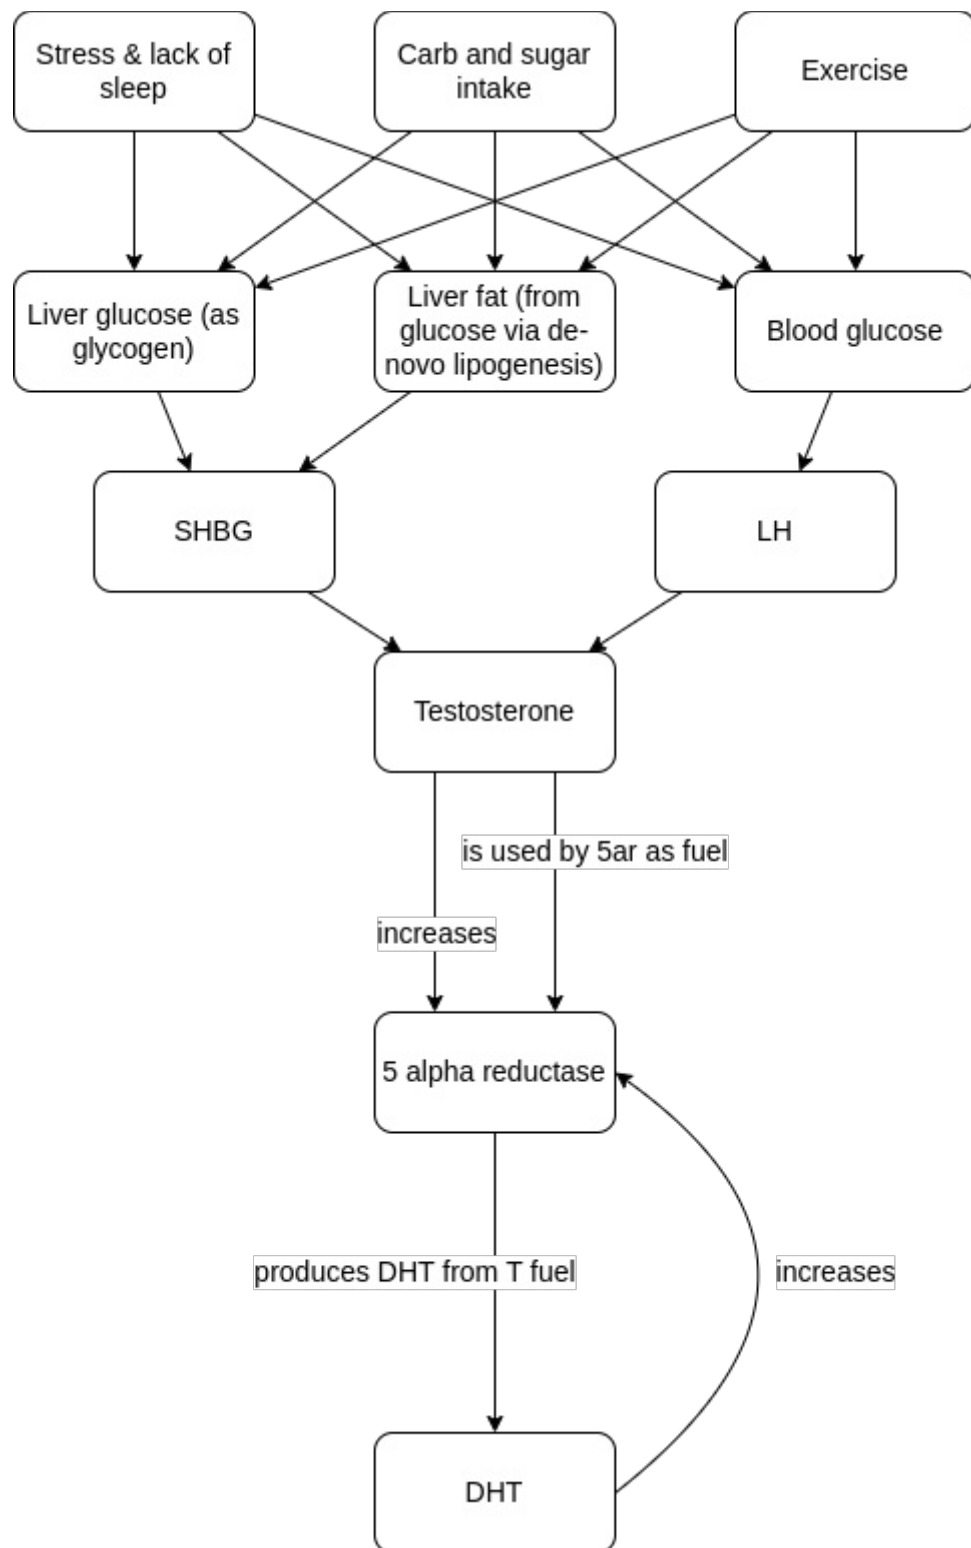 Stress & lack of
sleep
Carb and sugar
intake
Exercise
Liver glucose (as
glycogen)
Liver fat (from
glucose via de-
novo lipogenesis)
Blood glucose
SHBG
LH
Testosterone
is used by 5ar as fuel
increases
5 alpha reductase
produces DHT from T fuel
increases
DHT